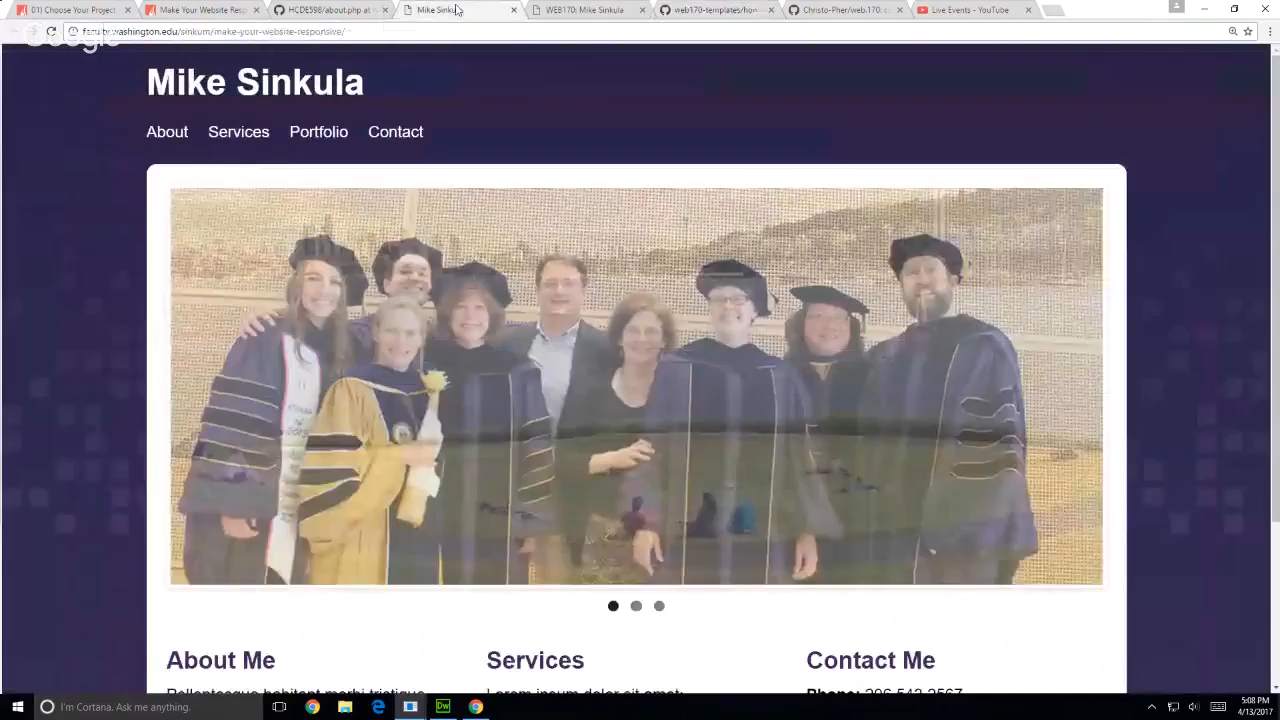 01) Choose Your Project
Make Your Website Resp
HCDE598/about.php at
Mike Sinkul
WEB170: Mike Sinkula
web170-templates/hom
Christo-Pher/web.170:
Live Events - YouTube
faculty.washington.edu/sinkum/make-your-website-responsive/
Google
Mike Sinkula
About Services Portfolio Contact
About Me
Services
Contact Me
Pellentesque habitant morbi tristique
Lorem ipsum dolor sit amet:
Phone: 206.543.2567
I'm Cortana. Ask me anything.
5:08 PM
4/13/2017